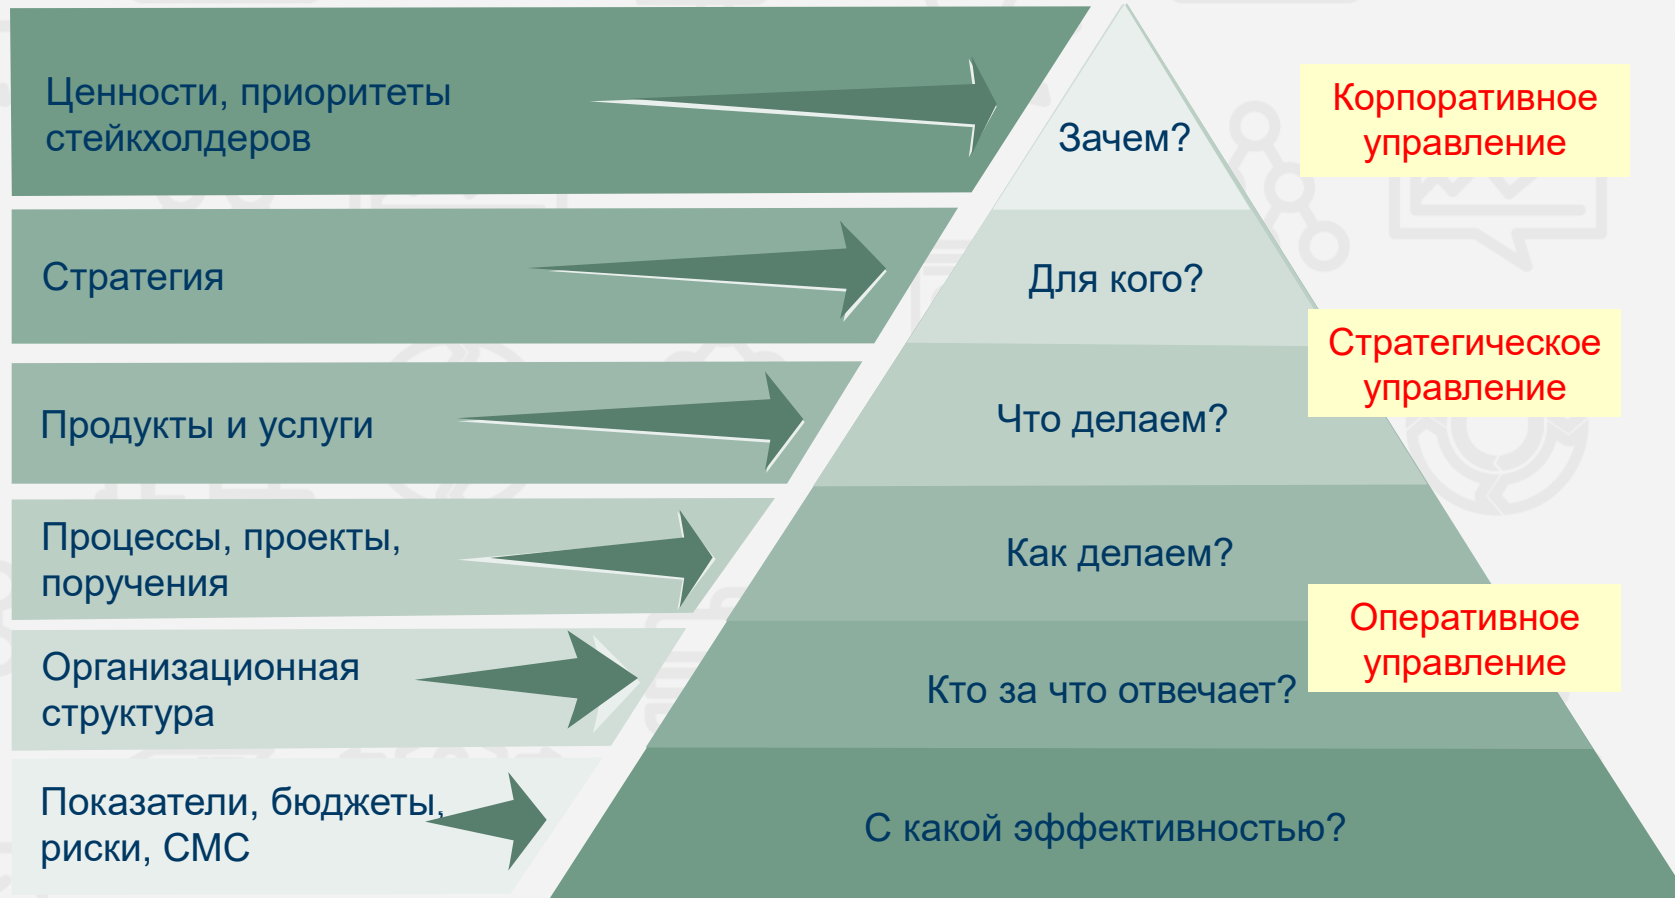 Ценности, приоритеты
стейкхолдеров
Зачем?
Корпоративное
управление
Стратегия
Для кого?
Стратегическое
управление
Продукты и услуги
Что делаем?
Процессы, проекты,
поручения
Как делаем?
Оперативное
управление
Организационная
структура
Кто за что отвечает?
Показатели, бюджеты,
риски, СМС
С какой эффективностью?